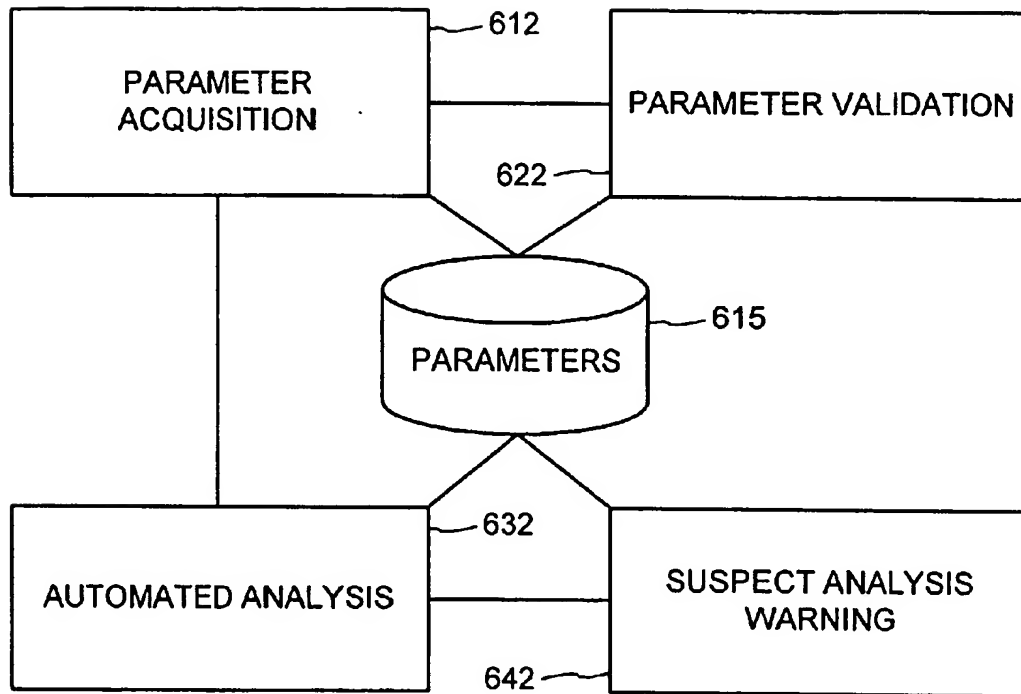 612
PARAMETER
ACQUISITION
PARAMETER VALIDATION
622
615
PARAMETERS
632
AUTOMATED ANALYSIS
SUSPECT ANALYSIS
WARNING
642